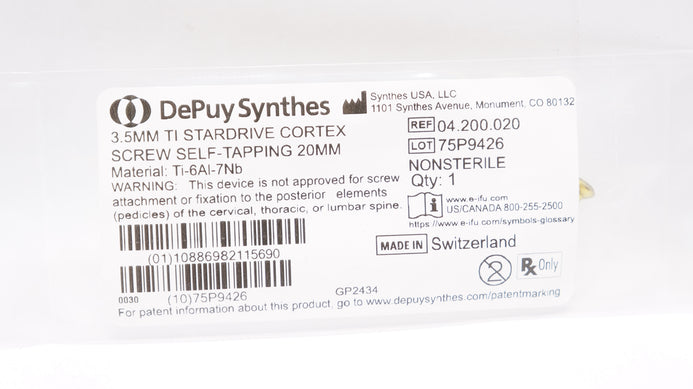 DePuy Synthes
Synthes USA, LLC
1101 Synthes Avenue, Monument, CO 80132
3.5MM TI STARDRIVE CORTEX
SCREW SELF-TAPPING 20MM
Material: Ti-6Al-7Nb
WARNING: This device is not approved for screw
attachment or fixation to the posterior elements
(pedicles) of the cervical, thoracic, or lumbar spine.
REF 04.200.020
LOT 75P9426
NONSTERILE
Qty: 1
i www.e-ifu.com
US/CANADA 800-255-2500
https://www.e-ifu.com/symbols-glossary
MADE IN Switzerland
(01)10886982115690
2 Rx Only
0030 (10)75P9426
GP2434
For patent information about this product, go to www.depuysynthes.com/patentmarking